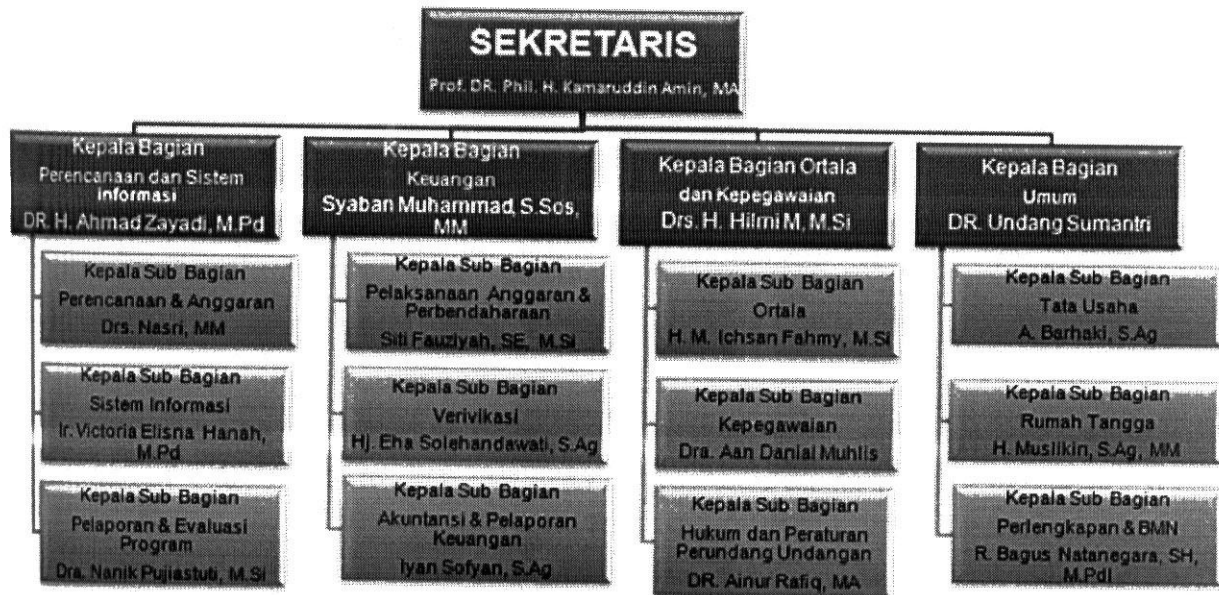 SEKRETARIS
Prof. DR. Phil. H. Kamaruddin Amin, MA
Kepala Bagian
Perencanaan dan Sistem
informasi
DR. H. Ahmad Zayadi, M.Pd
Kepala Sub Bagian
Perencanaan & Anggaran
Drs. Nasri, MM
Kepala Sub Bagian
Sistem Informasi
Ir. Victoria Elisna Hanah,
M.Pd
Kepala Sub Bagian
Pelaporan & Evaluasi
Program
Dra. Nanik Pujiastuti, M.Si
Kepala Bagian
Keuangan
Syaban Muhammad, S.Sos,
MM
Kepala Sub Bagian
Pelaksanaan Anggaran &
Perbendaharaan
Siti Fauziyah, SE, M.Si
Kepala Sub Bagian
Verivikasi
Hj. Eha Solehandawati, S.Ag
Kepala Sub Bagian
Akuntansi & Pelaporan
Keuangan
Iyan Sofyan, S.Ag
Kepala Bagian Ortala
dan Kepegawaian
Drs. H. Hilmi M, M.Si
Kepala Sub Bagian
Ortala
H. M. Ichsan Fahmy, M.Si
Kepala Sub Bagian
Kepegawaian
Dra. Aan Danial Muhlis
Kepala Sub Bagian
Hukum dan Peraturan
Perundang Undangan
DR. Ainur Rafiq, MA
Kepala Bagian
Umum
DR. Undang Sumantri
Kepala Sub Bagian
Tata Usaha
A. Barhaki, S.Ag
Kepala Sub Bagian
Rumah Tangga
H. Muslikin, S.Ag, MM
Kepala Sub Bagian
Perlengkapan & BMN
R. Bagus Natanegara, SH,
M.PdI